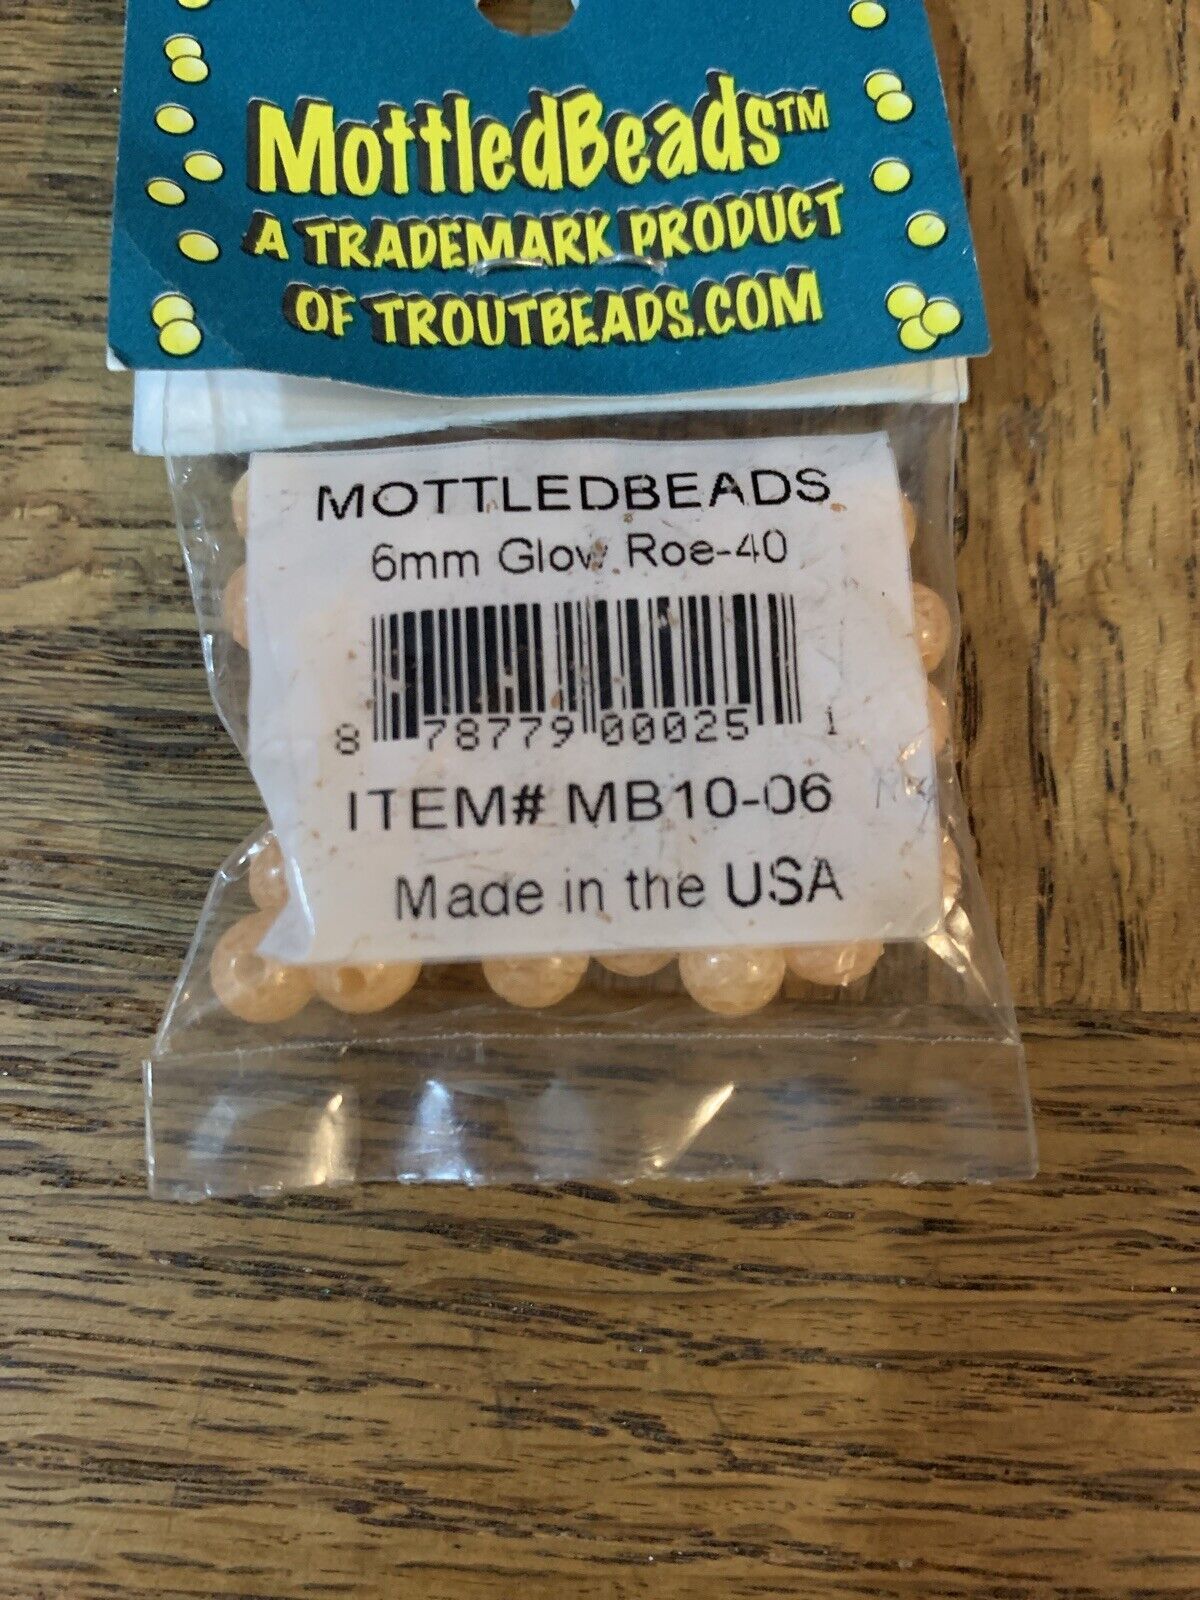 MottledBeads™
A TRADEMARK PRODUCT
OF TROUTBEADS.COM
MOTTLEDBEADS
6mm Glow Roe-40
8 78779 00025 1
ITEM# MB10-06
Made in the USA